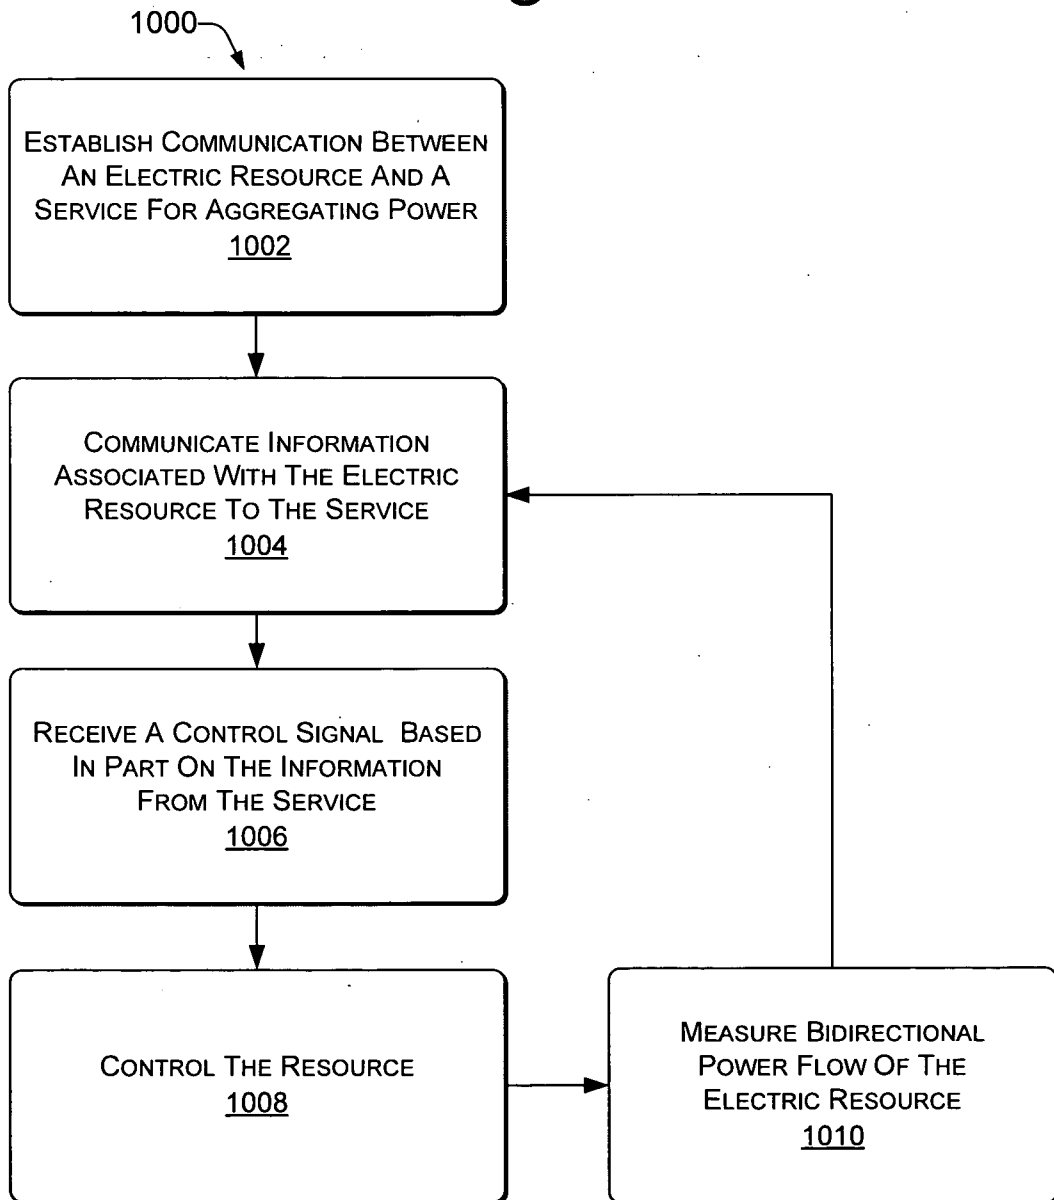 1000
ESTABLISH COMMUNICATION BETWEEN
AN ELECTRIC RESOURCE AND A
SERVICE FOR AGGREGATING POWER
1002
COMMUNICATE INFORMATION
ASSOCIATED WITH THE ELECTRIC
RESOURCE TO THE SERVICE
1004
RECEIVE A CONTROL SIGNAL BASED
IN PART ON THE INFORMATION
FROM THE SERVICE
1006
CONTROL THE RESOURCE
1008
MEASURE BIDIRECTIONAL
POWER FLOW OF THE
ELECTRIC RESOURCE
1010